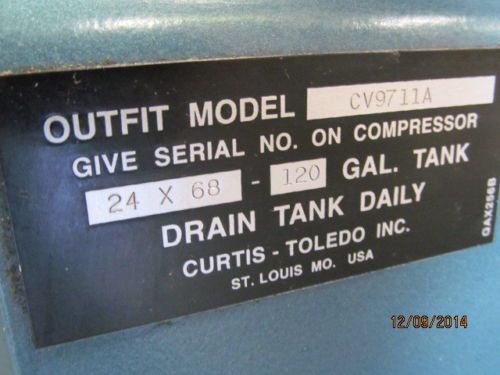 OUTFIT MODEL CV9711A
GIVE SERIAL NO. ON COMPRESSOR
24 X 68 - 120 GAL. TANK
DRAIN TANK DAILY
CURTIS - TOLEDO INC.
ST. LOUIS MO. USA
QAX256B
12/09/2014